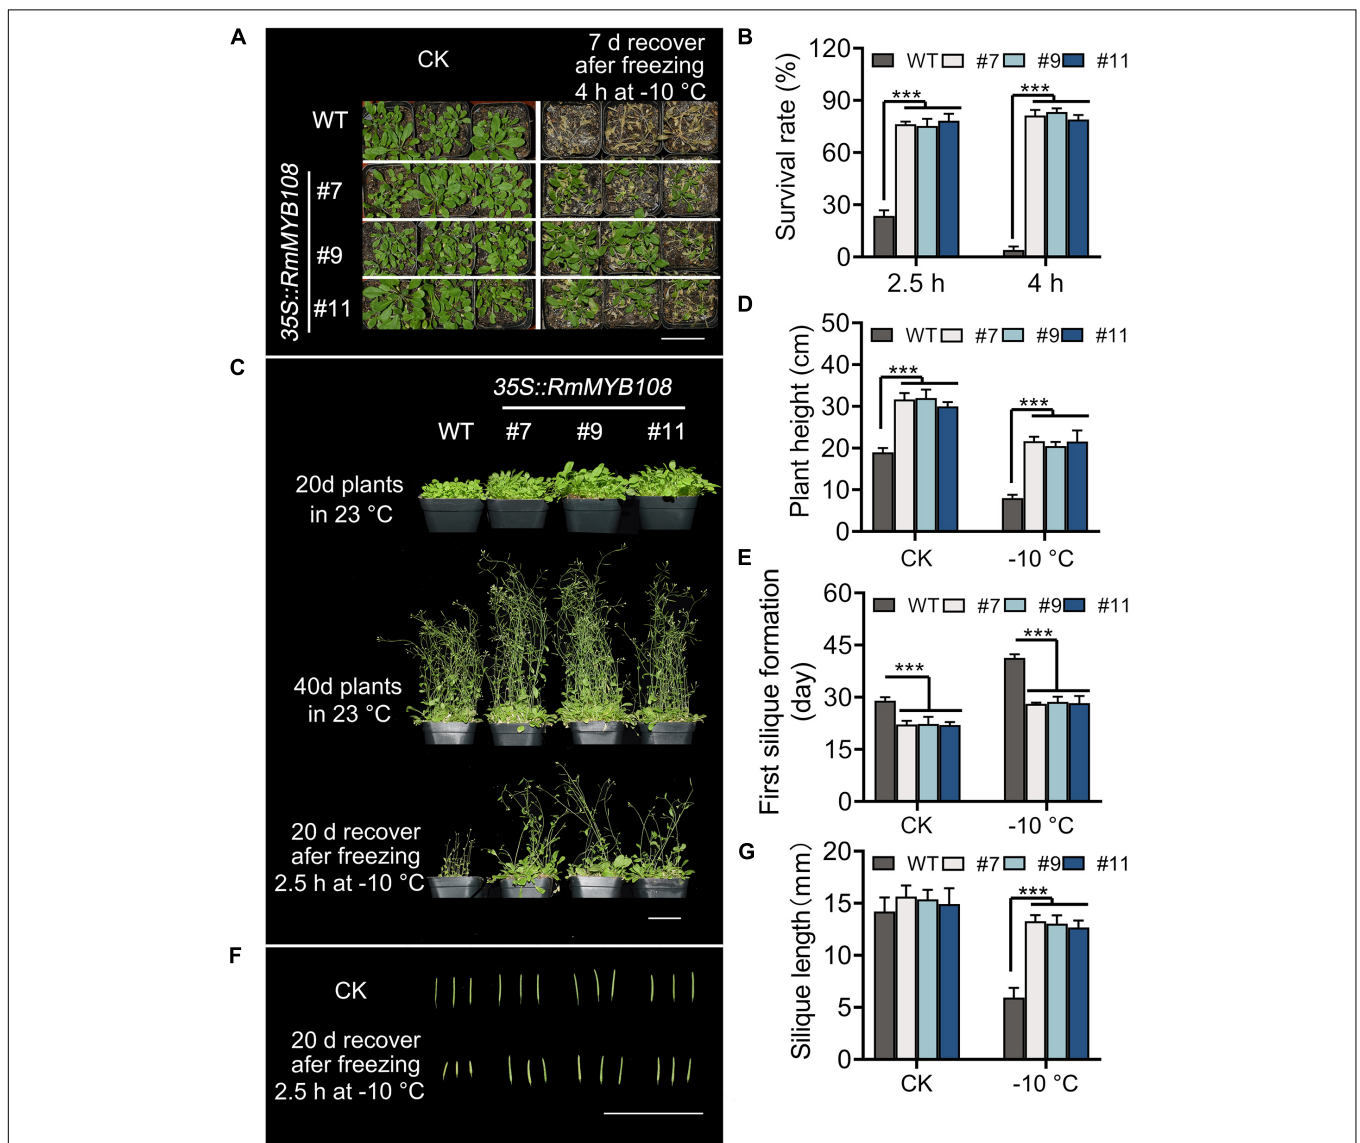 A
CK
7 d recover
afer freezing
4 h at -10 °C
WT
35S::RmMYB108
#7
#9
#11
B
Survival rate (%)
120
90
60
30
0
WT #7 #9 #11
*** ***
2.5 h 4 h
C
35S::RmMYB108
WT #7 #9 #11
20d plants
in 23 °C
40d plants
in 23 °C
20 d recover
afer freezing
2.5 h at -10 °C
D
Plant height (cm)
50
40
30
20
10
0
WT #7 #9 #11
*** ***
CK -10 °C
E
First silique formation
(day)
60
45
30
15
0
WT #7 #9 #11
*** ***
CK -10 °C
F
CK
20 d recover
afer freezing
2.5 h at -10 °C
G
Silique length(mm)
20
15
10
5
0
WT #7 #9 #11
***
CK -10 °C